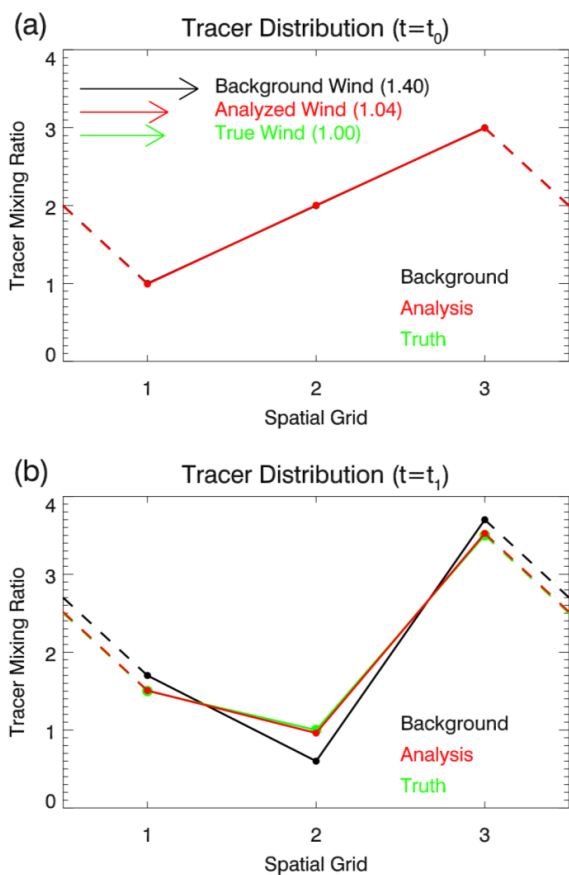 (a)
Tracer Distribution (t=t0)
4
Background Wind (1.40)
Analyzed Wind (1.04)
True Wind (1.00)
3
2
1
0
Tracer Mixing Ratio
Background
Analysis
Truth
1 2 3
Spatial Grid
(b)
Tracer Distribution (t=t1)
4
3
2
1
0
Tracer Mixing Ratio
Background
Analysis
Truth
1 2 3
Spatial Grid